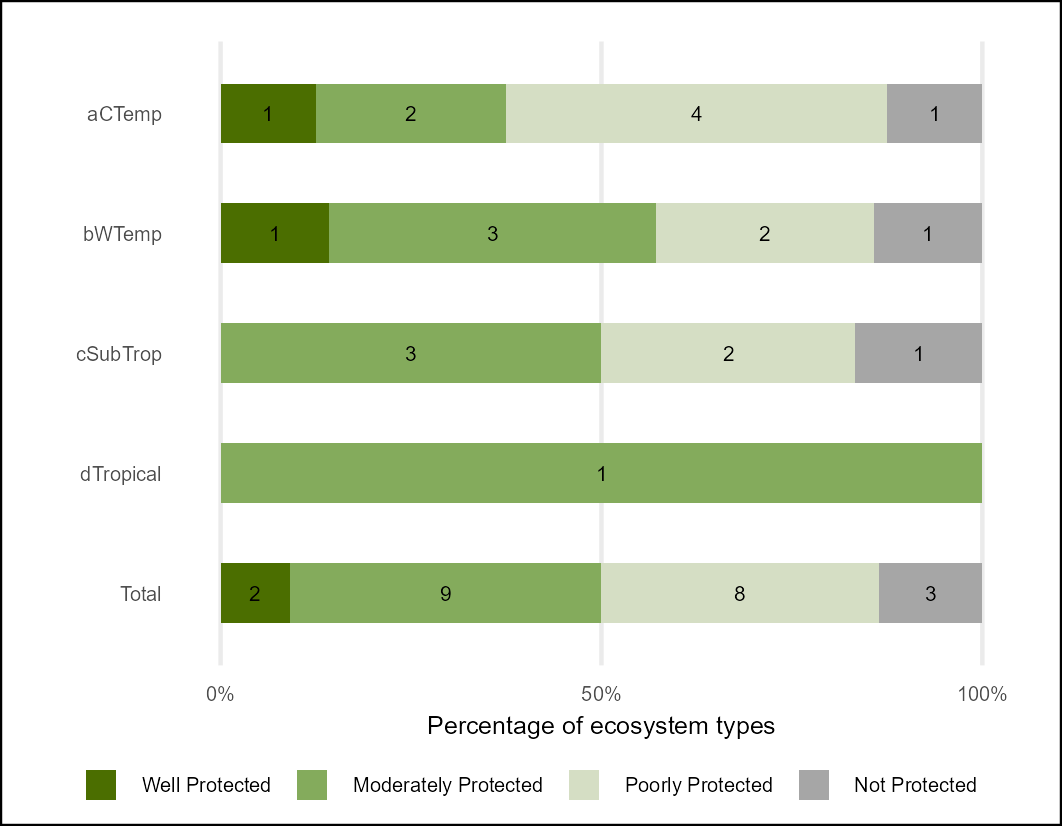 aCTemp 1 2 4 1
bWTemp 1 3 2 1
cSubTrop 3 2 1
dTropical 1
Total 2 9 8 3
0% 50% 100%
Percentage of ecosystem types
Well Protected Moderately Protected Poorly Protected Not Protected